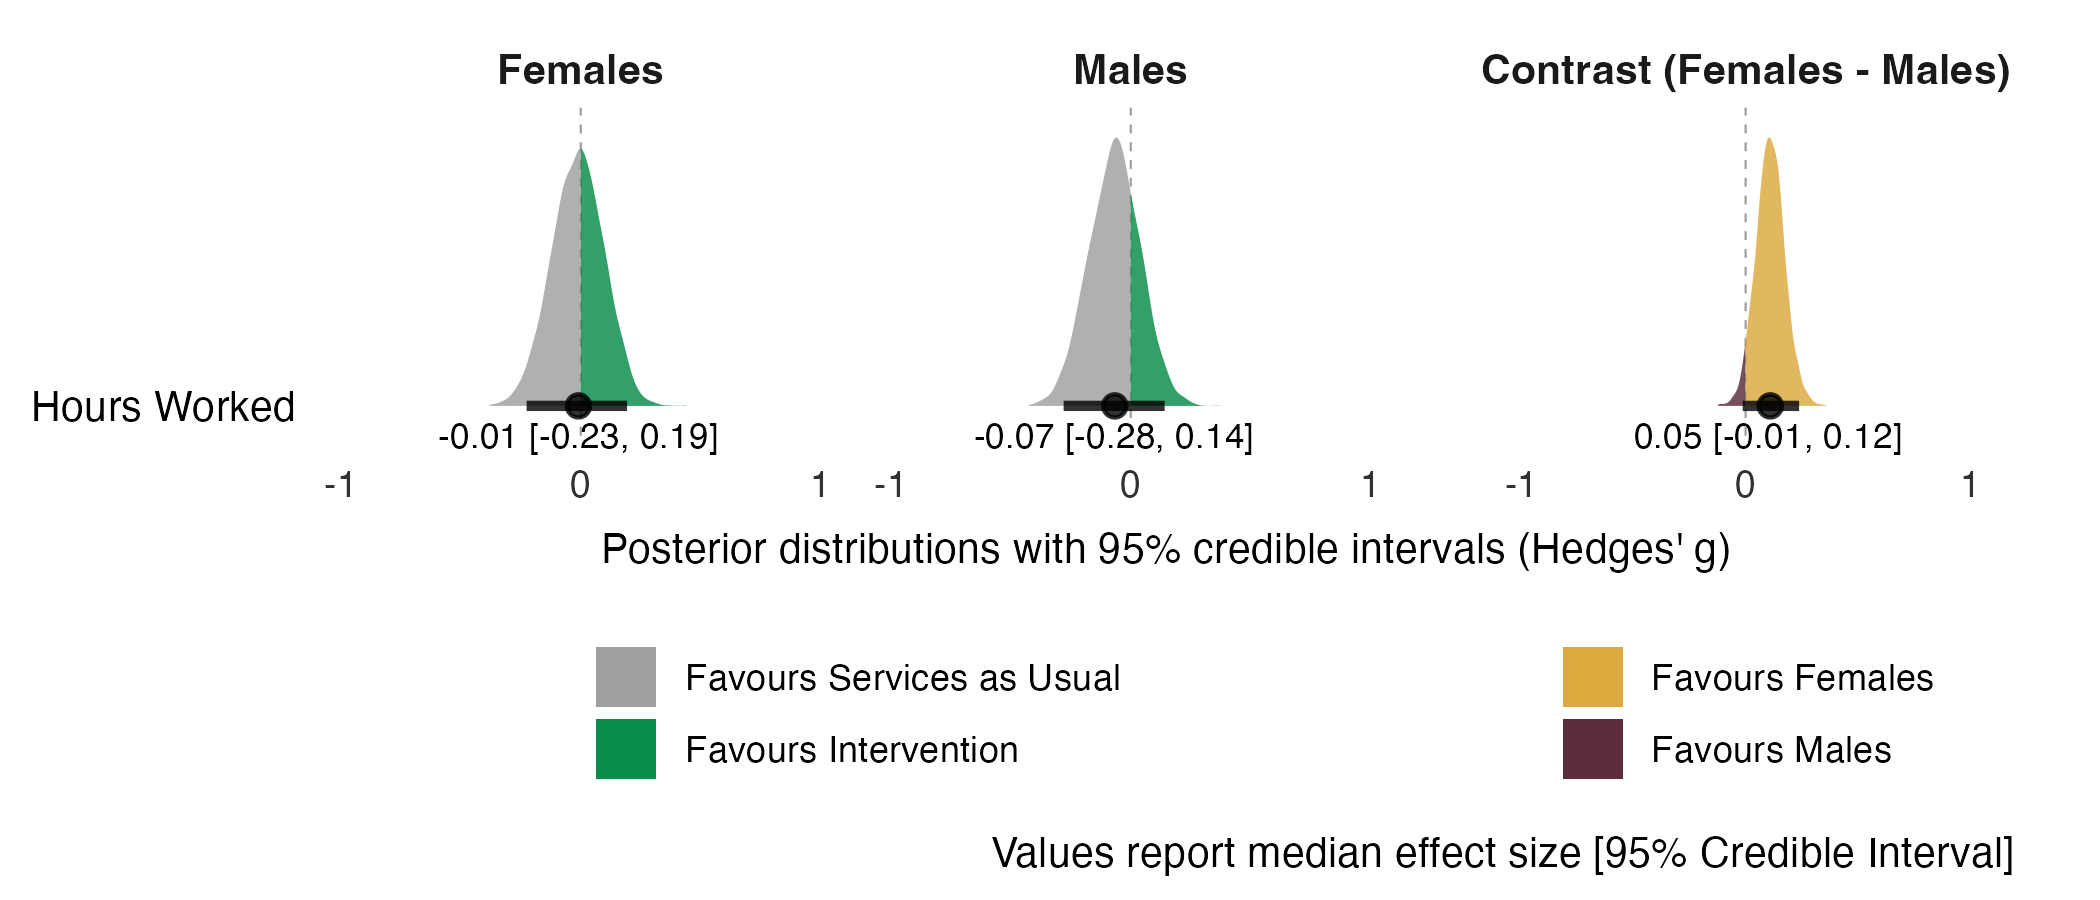 Females Males Contrast (Females - Males)
Hours Worked
-0.01 [-0.23, 0.19] -0.07 [-0.28, 0.14] 0.05 [-0.01, 0.12]
-1 0 1 -1 0 1 -1 0 1
Posterior distributions with 95% credible intervals (Hedges' g)
Favours Services as Usual Favours Females
Favours Intervention Favours Males
Values report median effect size [95% Credible Interval]